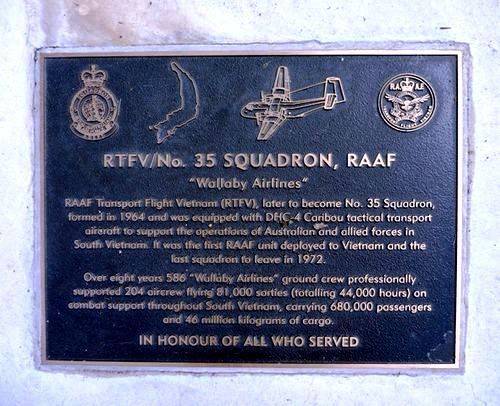 R.A.A.F.
RTFV/No. 35 SQUADRON, RAAF
"Wallaby Airlines"
RAAF Transport Flight Vietnam (RTFV), later to become No. 35 Squadron,
formed in 1964 and was equipped with DHC-4 Caribou tactical transport
aircraft to support the operations of Australian and allied forces in
South Vietnam. It was the first RAAF unit deployed to Vietnam and the
last squadron to leave in 1972.
Over eight years 586 "Wallaby Airlines" ground crew professionally
supported 204 aircrew flying 81,000 sorties (totalling 44,000 hours) on
combat support throughout South Vietnam, carrying 680,000 passengers
and 46 million kilograms of cargo.
IN HONOUR OF ALL WHO SERVED